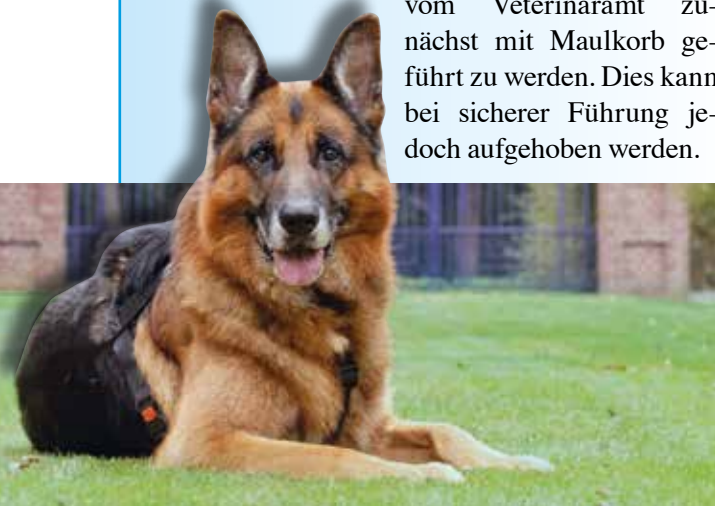 vom Veterinäramt zu-
nächst mit Maulkorb ge-
führt zu werden. Dies kann
bei sicherer Führung je-
doch aufgehoben werden.